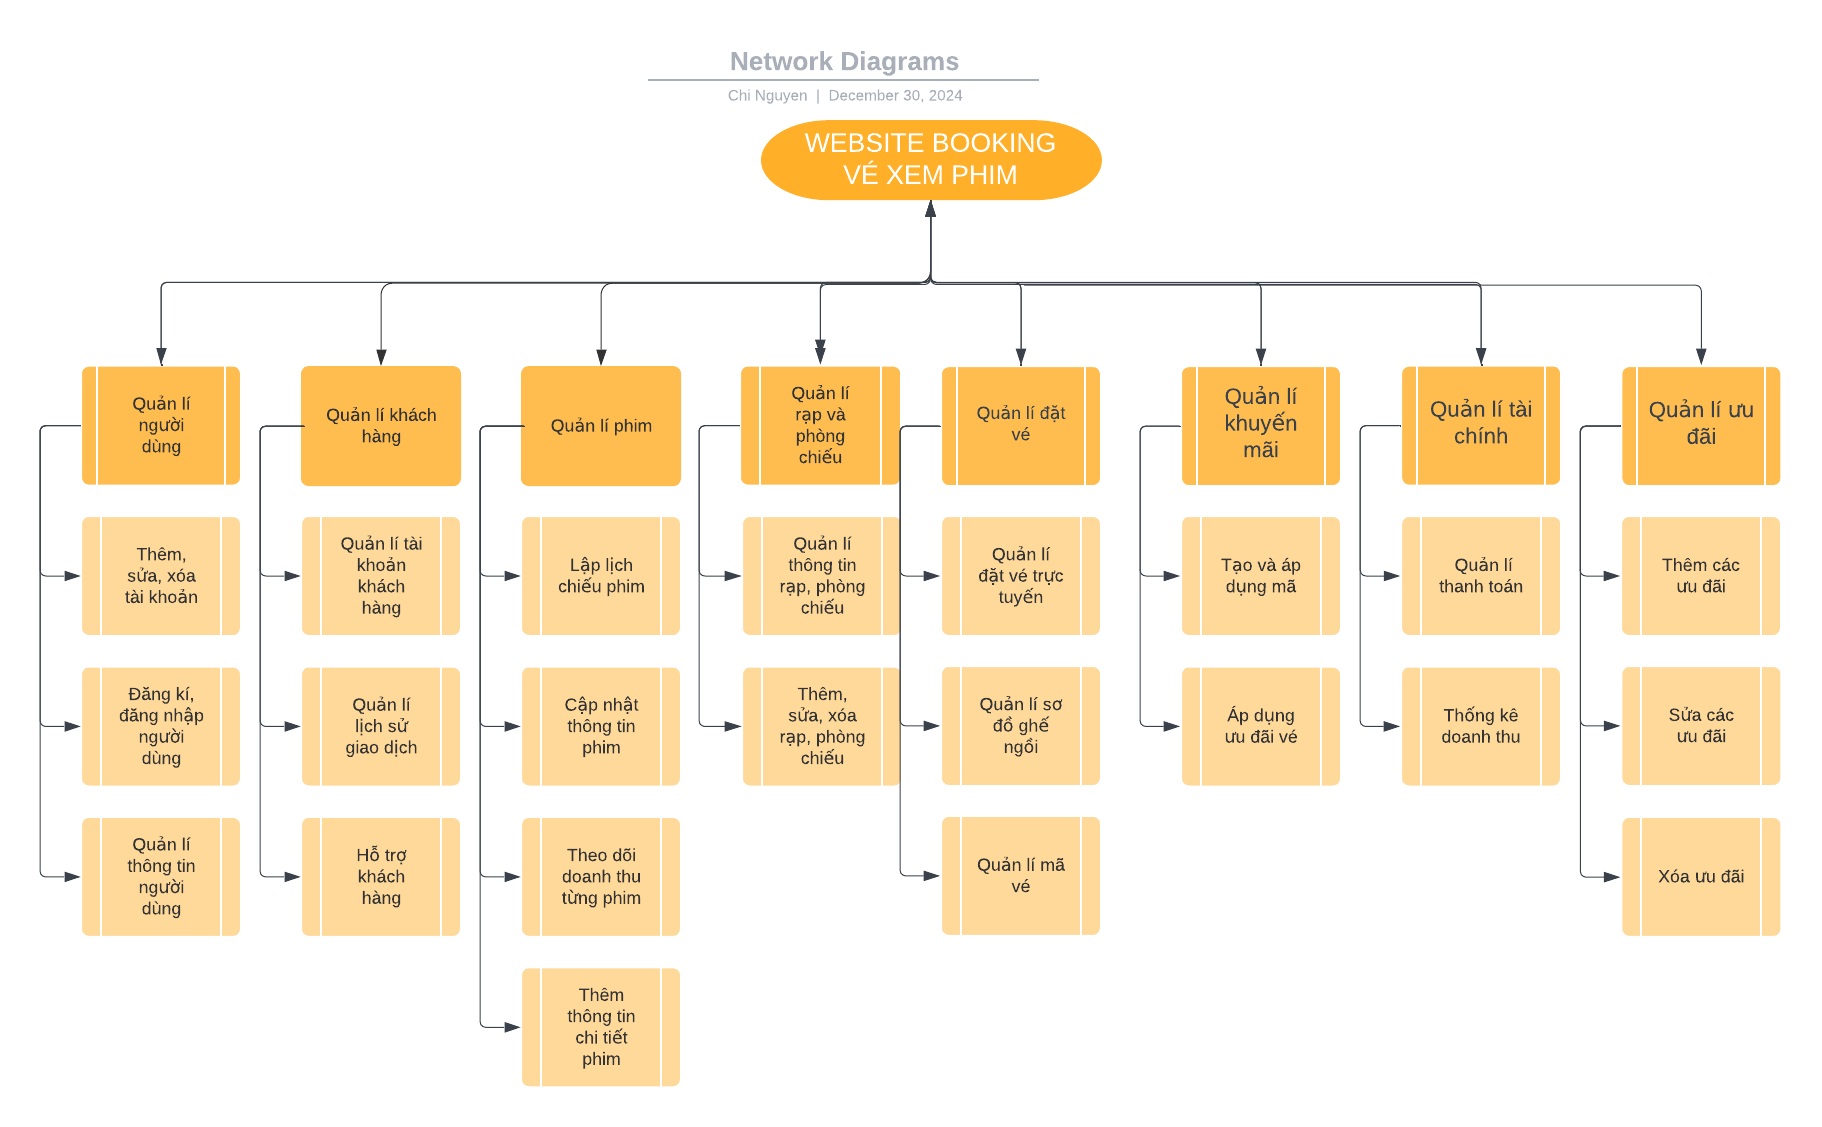 Network Diagrams
Chi Nguyen | December 30, 2024
WEBSITE BOOKING
VÉ XEM PHIM
Quản lí
người
dùng
Thêm,
sửa, xóa
tài khoản
Đăng kí,
đăng nhập
người
dùng
Quản lí
thông tin
người
dùng
Quản lí khách
hàng
Quản lí tài
khoản
khách
hàng
Quản lí
lịch sử
giao dịch
Hỗ trợ
khách
hàng
Quản lí phim
Lập lịch
chiếu phim
Cập nhật
thông tin
phim
Theo dõi
doanh thu
từng phim
Thêm
thông tin
chi tiết
phim
Quản lí
rạp và
phòng
chiếu
Quản lí
thông tin
rạp, phòng
chiếu
Thêm,
sửa, xóa
rạp, phòng
chiếu
Quản lí đặt
vé
Quản lí
đặt vé trực
tuyến
Quản lí sơ
đồ ghế
ngồi
Quản lí mã
vé
Quản lí
khuyến
mãi
Tạo và áp
dụng mã
Áp dụng
ưu đãi vé
Quản lí tài
chính
Quản lí
thanh toán
Thống kê
doanh thu
Quản lí ưu
đãi
Thêm các
ưu đãi
Sửa các
ưu đãi
Xóa ưu đãi